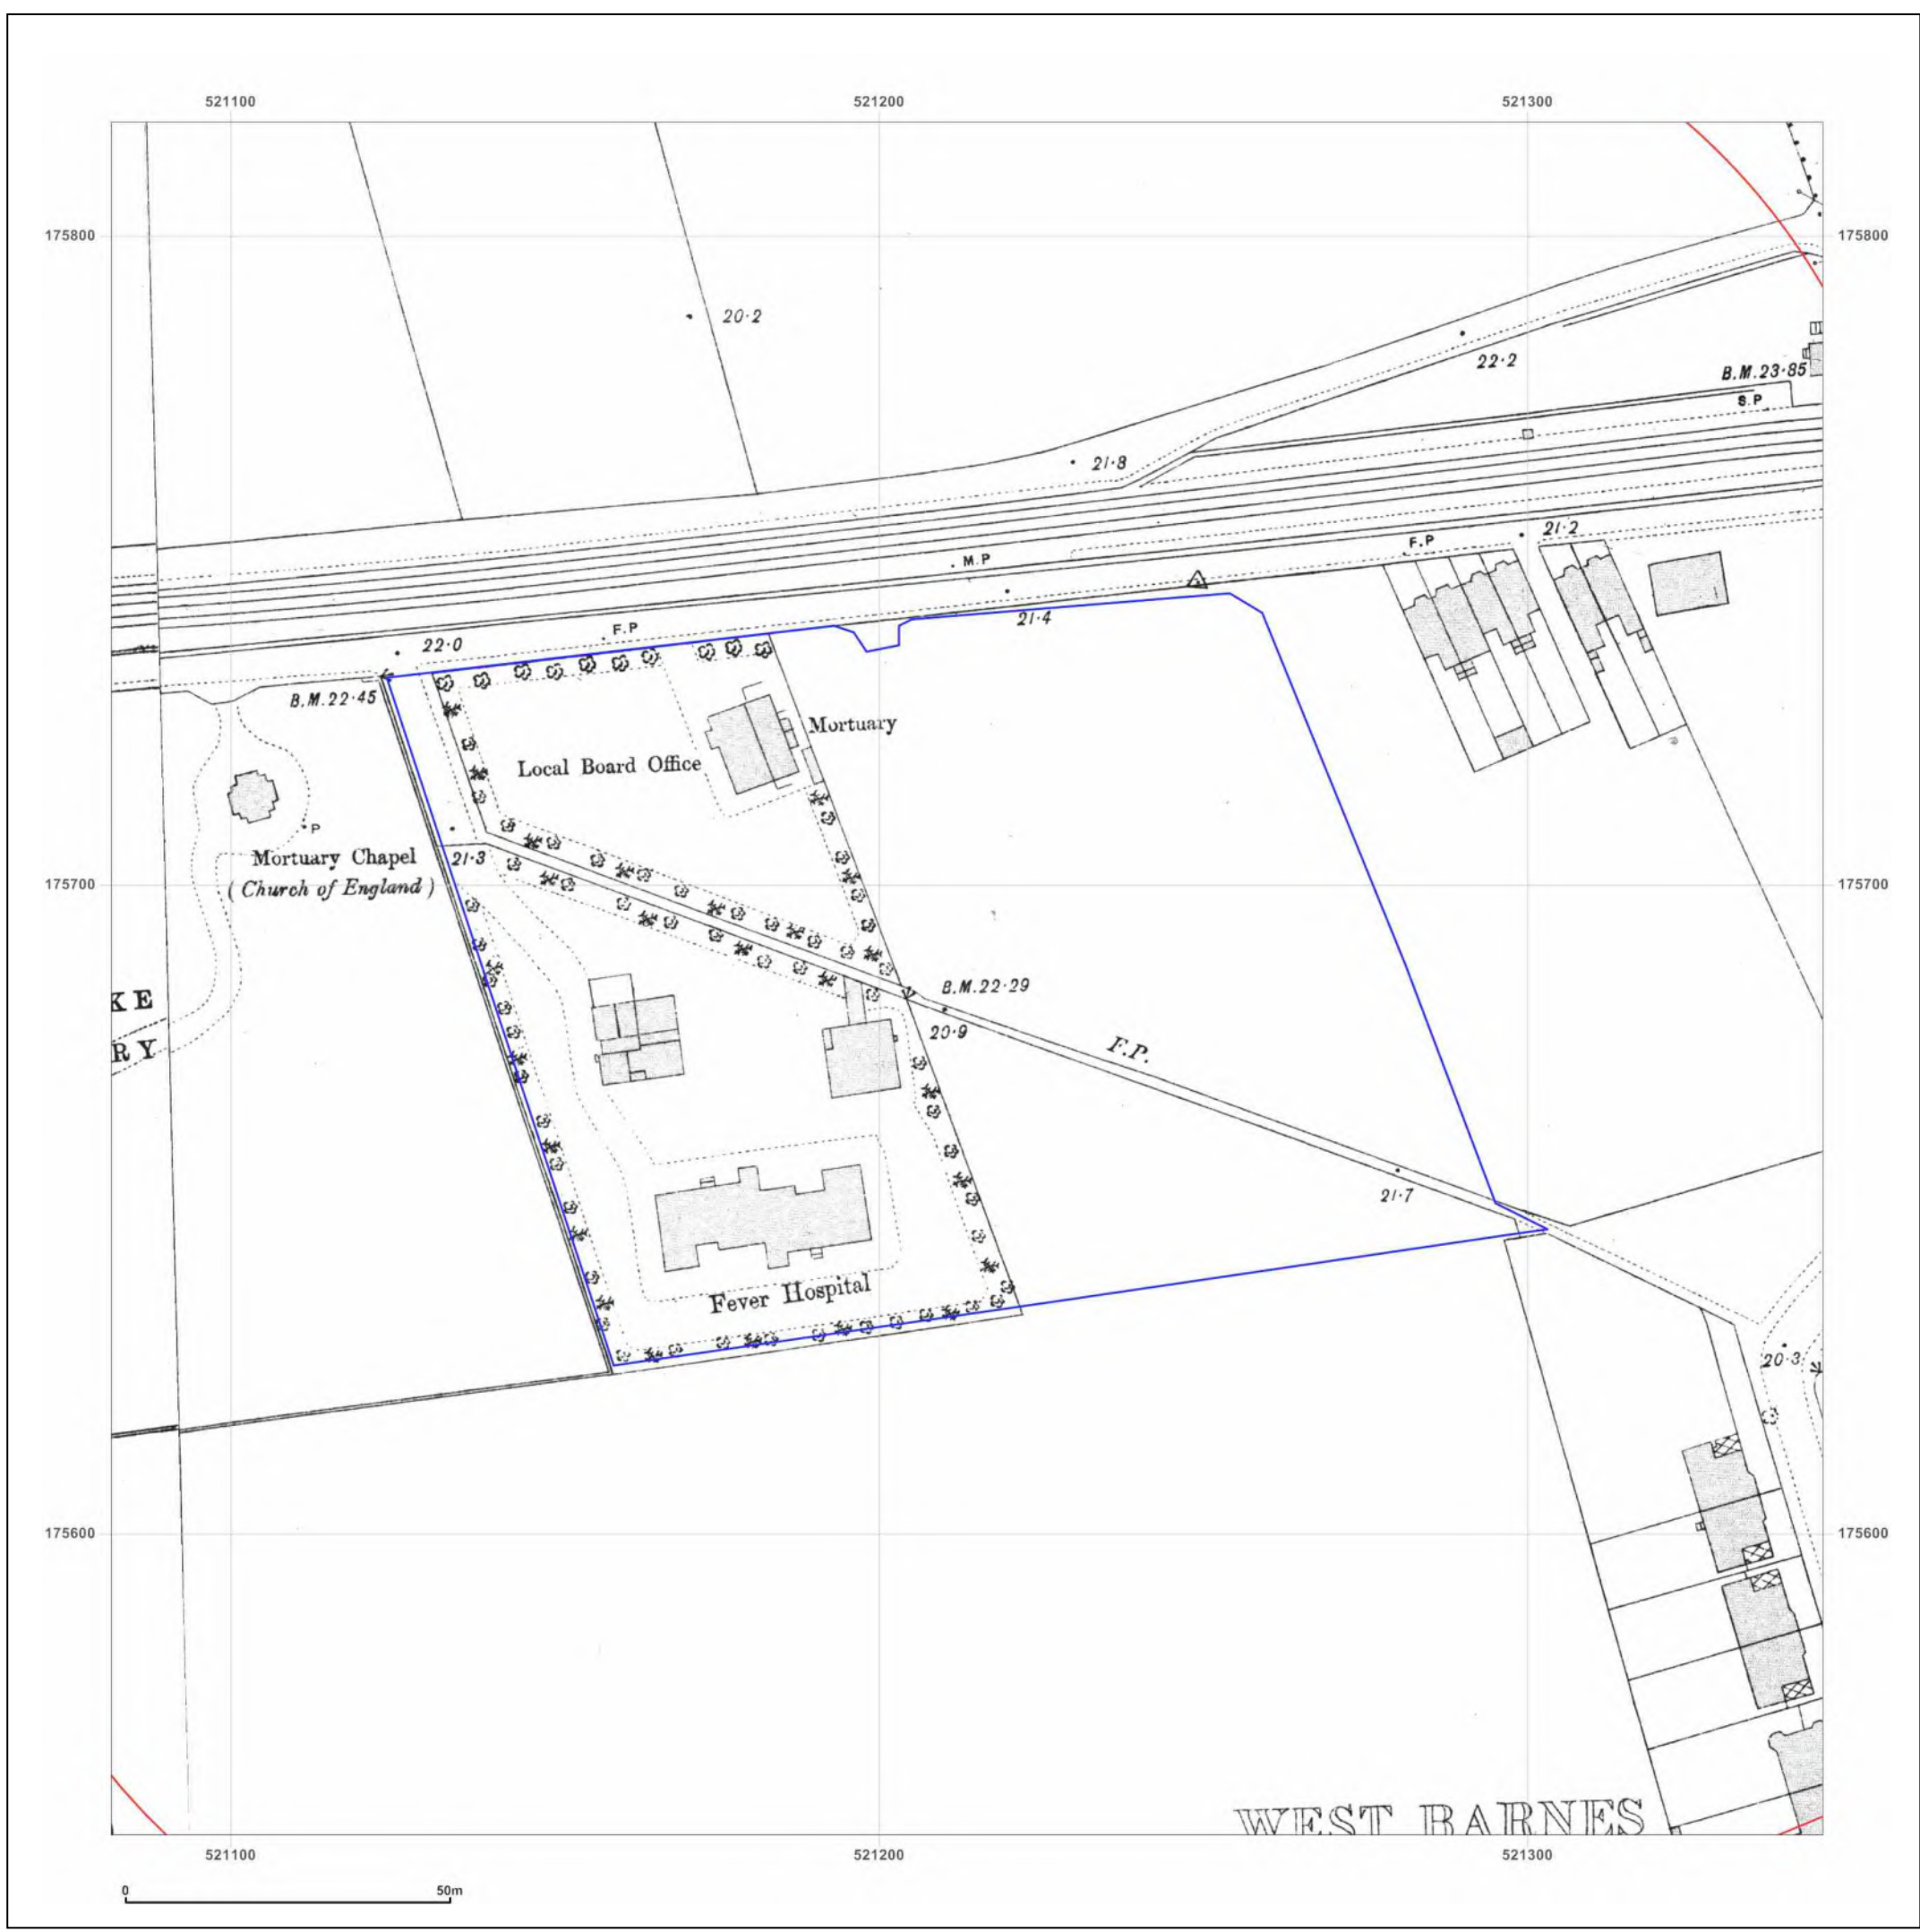 521100
521200
521300
175800
175800
20·2
22·2
B.M.23·85
S.P
21·8
21·2
F.P
M.P
21·4
F.P
22·0
B.M.22·45
Mortuary
Local Board Office
P
Mortuary Chapel
(Church of England)
21·3
175700
175700
B.M.22·29
KE
20·9
F.P.
RY
21·7
Fever Hospital
20·3
175600
175600
WEST BARNES
521100
521200
521300
0
50m